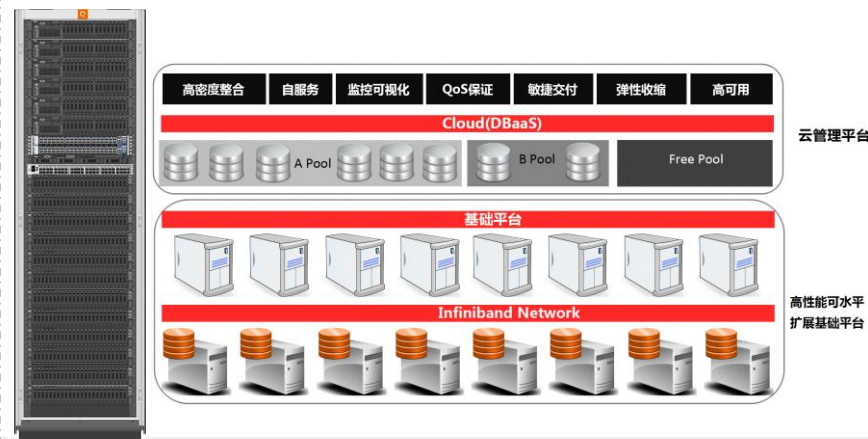 高密度整合
自服务
监控可视化
QoS保证
敏捷交付
弹性收缩
高可用
Cloud(DBaaS)
A Pool
B Pool
Free Pool
云管理平台
基础平台
Infiniband Network
高性能可水平
扩展基础平台